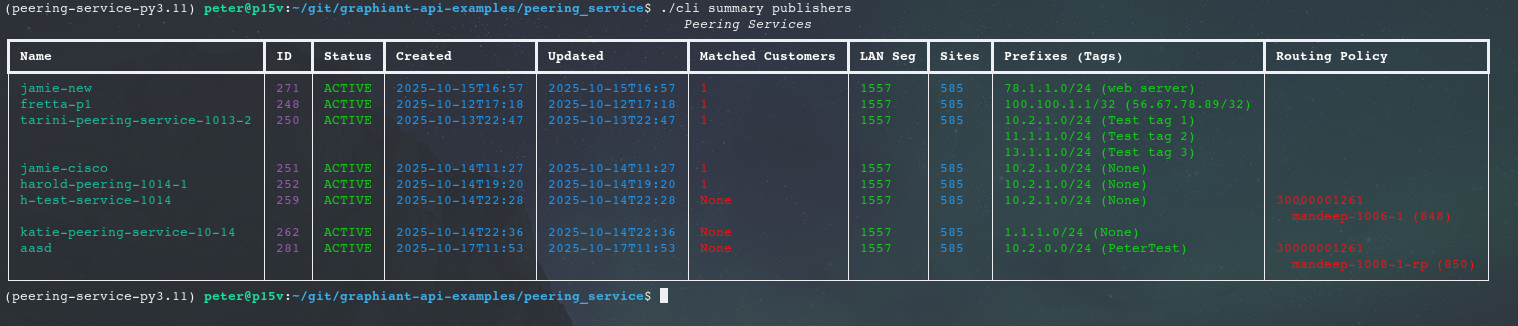 (peering-service-py3.11) peter@p15v:~/git/graphiant-api-examples/peering_service$ ./cli summary publishers
Peering Services
Name ID Status Created Updated Matched Customers LAN Seg Sites Prefixes (Tags) Routing Policy
jamie-new 271 ACTIVE 2025-10-15T16:57 2025-10-15T16:57 1 1557 585 78.1.1.0/24 (web server)
fretta-p1 248 ACTIVE 2025-10-12T17:18 2025-10-12T17:18 1 1557 585 100.100.1.1/32 (56.67.78.89/32)
tarini-peering-service-1013-2 250 ACTIVE 2025-10-13T22:47 2025-10-13T22:47 1 1557 585 10.2.1.0/24 (Test tag 1)
11.1.1.0/24 (Test tag 2)
13.1.1.0/24 (Test tag 3)
jamie-cisco 251 ACTIVE 2025-10-14T11:27 2025-10-14T11:27 1 1557 585 10.2.1.0/24 (None)
harold-peering-1014-1 252 ACTIVE 2025-10-14T19:20 2025-10-14T19:20 1 1557 585 10.2.1.0/24 (None)
h-test-service-1014 259 ACTIVE 2025-10-14T22:28 2025-10-14T22:28 None 1557 585 10.2.1.0/24 (None) 30000001261
mandeep-1006-1 (840)
katie-peering-service-10-14 262 ACTIVE 2025-10-14T22:36 2025-10-14T22:36 None 1557 585 1.1.1.0/24 (None)
aasd 281 ACTIVE 2025-10-17T11:53 2025-10-17T11:53 None 1557 585 10.2.0.0/24 (PeterTest) 30000001261
(peering-service-py3.11) peter@p15v:~/git/graphiant-api-examples/peering_service$